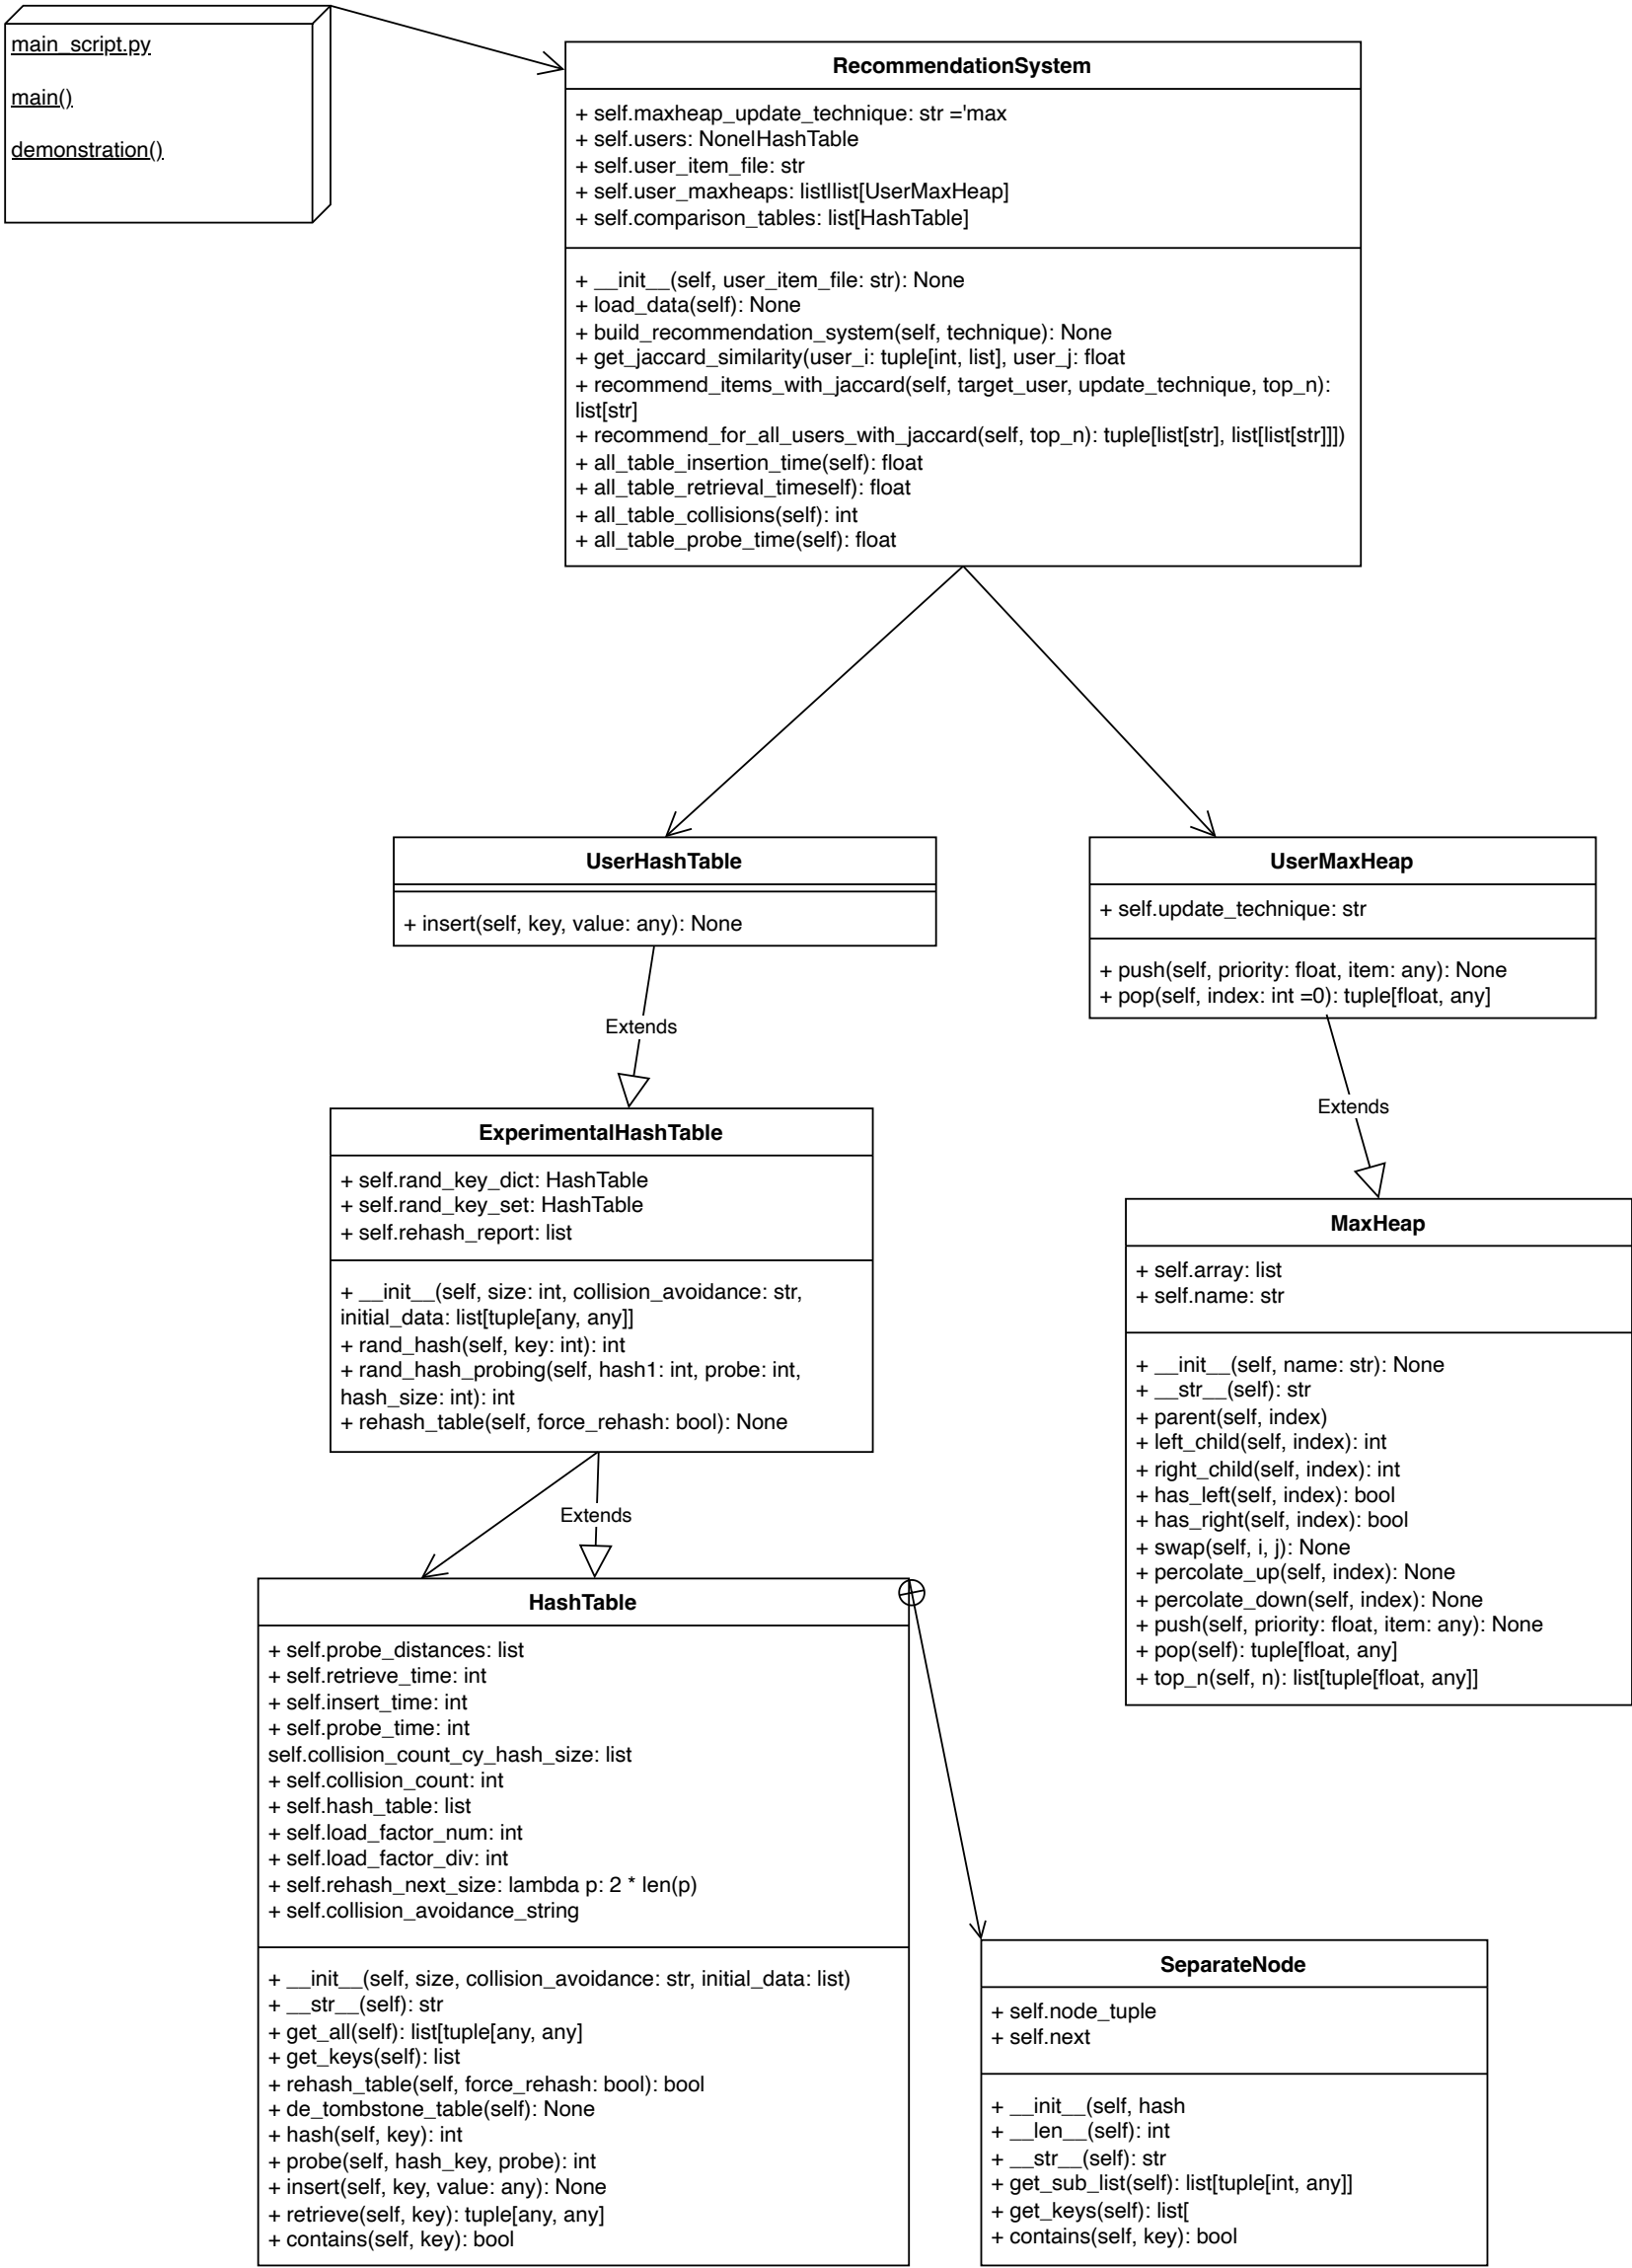 main_script.py
main()
demonstration()
RecommendationSystem
+ self.maxheap_update_technique: str ='max
+ self.users: None|HashTable
+ self.user_item_file: str
+ self.user_maxheaps: list|list[UserMaxHeap]
+ self.comparison_tables: list[HashTable]
+ __init__(self, user_item_file: str): None
+ load_data(self): None
+ build_recommendation_system(self, technique): None
+ get_jaccard_similarity(user_i: tuple[int, list], user_j: float
+ recommend_items_with_jaccard(self, target_user, update_technique, top_n):
list[str]
+ recommend_for_all_users_with_jaccard(self, top_n): tuple[list[str], list[list[str]]])
+ all_table_insertion_time(self): float
+ all_table_retrieval_timeself): float
+ all_table_collisions(self): int
+ all_table_probe_time(self): float
UserHashTable
+ insert(self, key, value: any): None
UserMaxHeap
+ self.update_technique: str
+ push(self, priority: float, item: any): None
+ pop(self, index: int =0): tuple[float, any]
Extends
Extends
ExperimentalHashTable
+ self.rand_key_dict: HashTable
+ self.rand_key_set: HashTable
+ self.rehash_report: list
+ __init__(self, size: int, collision_avoidance: str,
initial_data: list[tuple[any, any]]
+ rand_hash(self, key: int): int
+ rand_hash_probing(self, hash1: int, probe: int,
hash_size: int): int
+ rehash_table(self, force_rehash: bool): None
MaxHeap
+ self.array: list
+ self.name: str
+ __init__(self, name: str): None
+ __str__(self): str
+ parent(self, index)
+ left_child(self, index): int
+ right_child(self, index): int
+ has_left(self, index): bool
+ has_right(self, index): bool
+ swap(self, i, j): None
+ percolate_up(self, index): None
+ percolate_down(self, index): None
+ push(self, priority: float, item: any): None
+ pop(self): tuple[float, any]
+ top_n(self, n): list[tuple[float, any]]
Extends
HashTable
+ self.probe_distances: list
+ self.retrieve_time: int
+ self.insert_time: int
+ self.probe_time: int
self.collision_count_cy_hash_size: list
+ self.collision_count: int
+ self.hash_table: list
+ self.load_factor_num: int
+ self.load_factor_div: int
+ self.rehash_next_size: lambda p: 2 * len(p)
+ self.collision_avoidance_string
+ __init__(self, size, collision_avoidance: str, initial_data: list)
+ __str__(self): str
+ get_all(self): list[tuple[any, any]
+ get_keys(self): list
+ rehash_table(self, force_rehash: bool): bool
+ de_tombstone_table(self): None
+ hash(self, key): int
+ probe(self, hash_key, probe): int
+ insert(self, key, value: any): None
+ retrieve(self, key): tuple[any, any]
+ contains(self, key): bool
SeparateNode
+ self.node_tuple
+ self.next
+ __init__(self, hash
+ __len__(self): int
+ __str__(self): str
+ get_sub_list(self): list[tuple[int, any]]
+ get_keys(self): list[
+ contains(self, key): bool